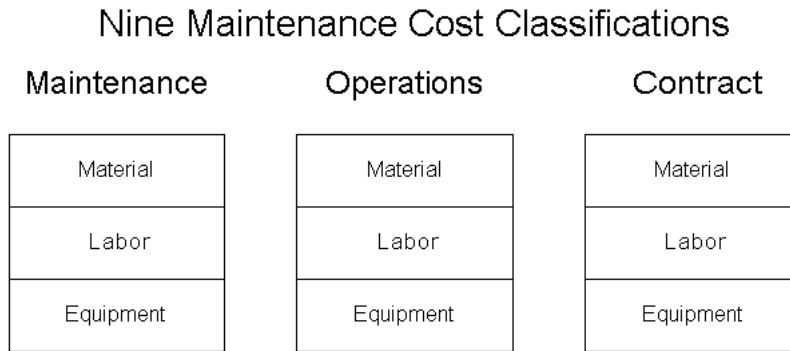 Nine Maintenance Cost Classifications
Maintenance Operations Contract
Material Material Material
Labor Labor Labor
Equipment Equipment Equipment